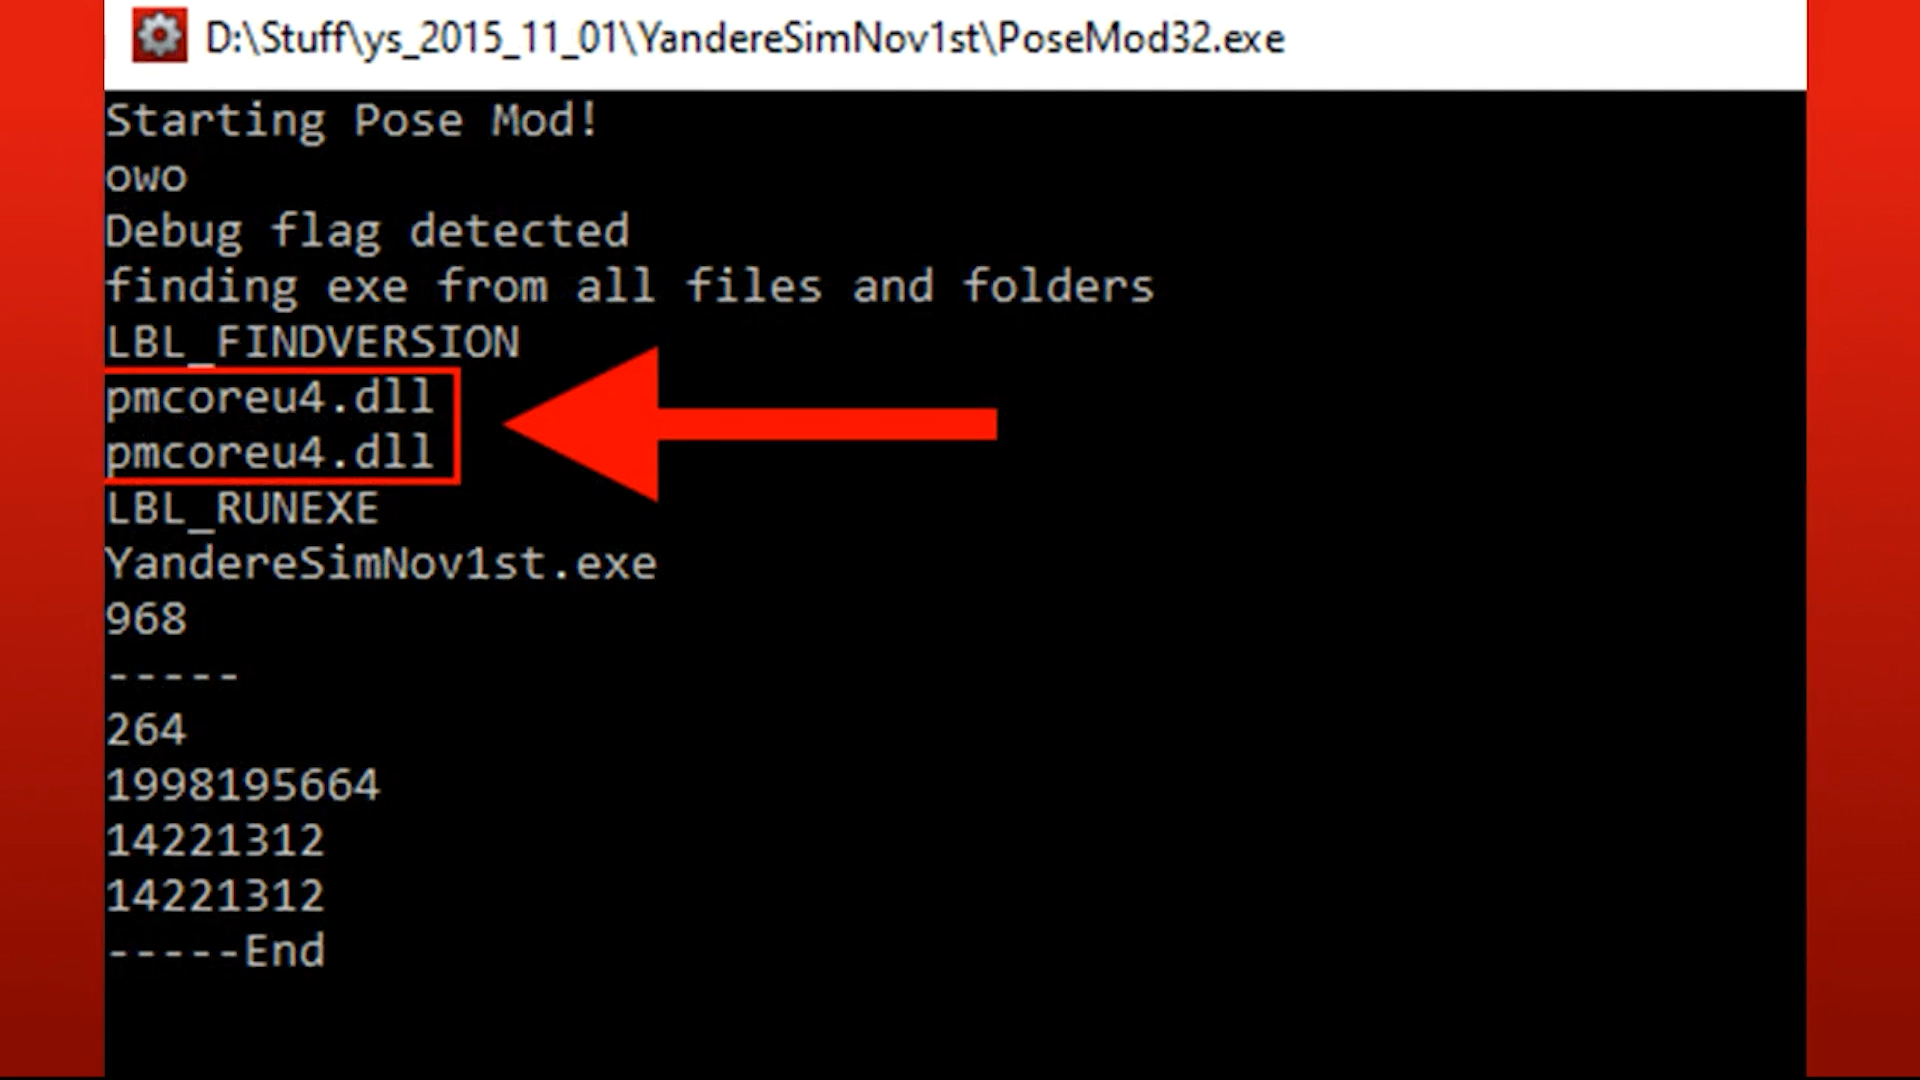 D:\Stuff\ys_2015_11_01\YandereSimNov1st\PoseMod32.exe
Starting Pose Mod!
owo
Debug flag detected
finding exe from all files and folders
LBL_FINDVERSION
pmcoreu4.dll
pmcoreu4.dll
LBL_RUNEXE
YandereSimNov1st.exe
968
-----
264
1998195664
14221312
14221312
-----End